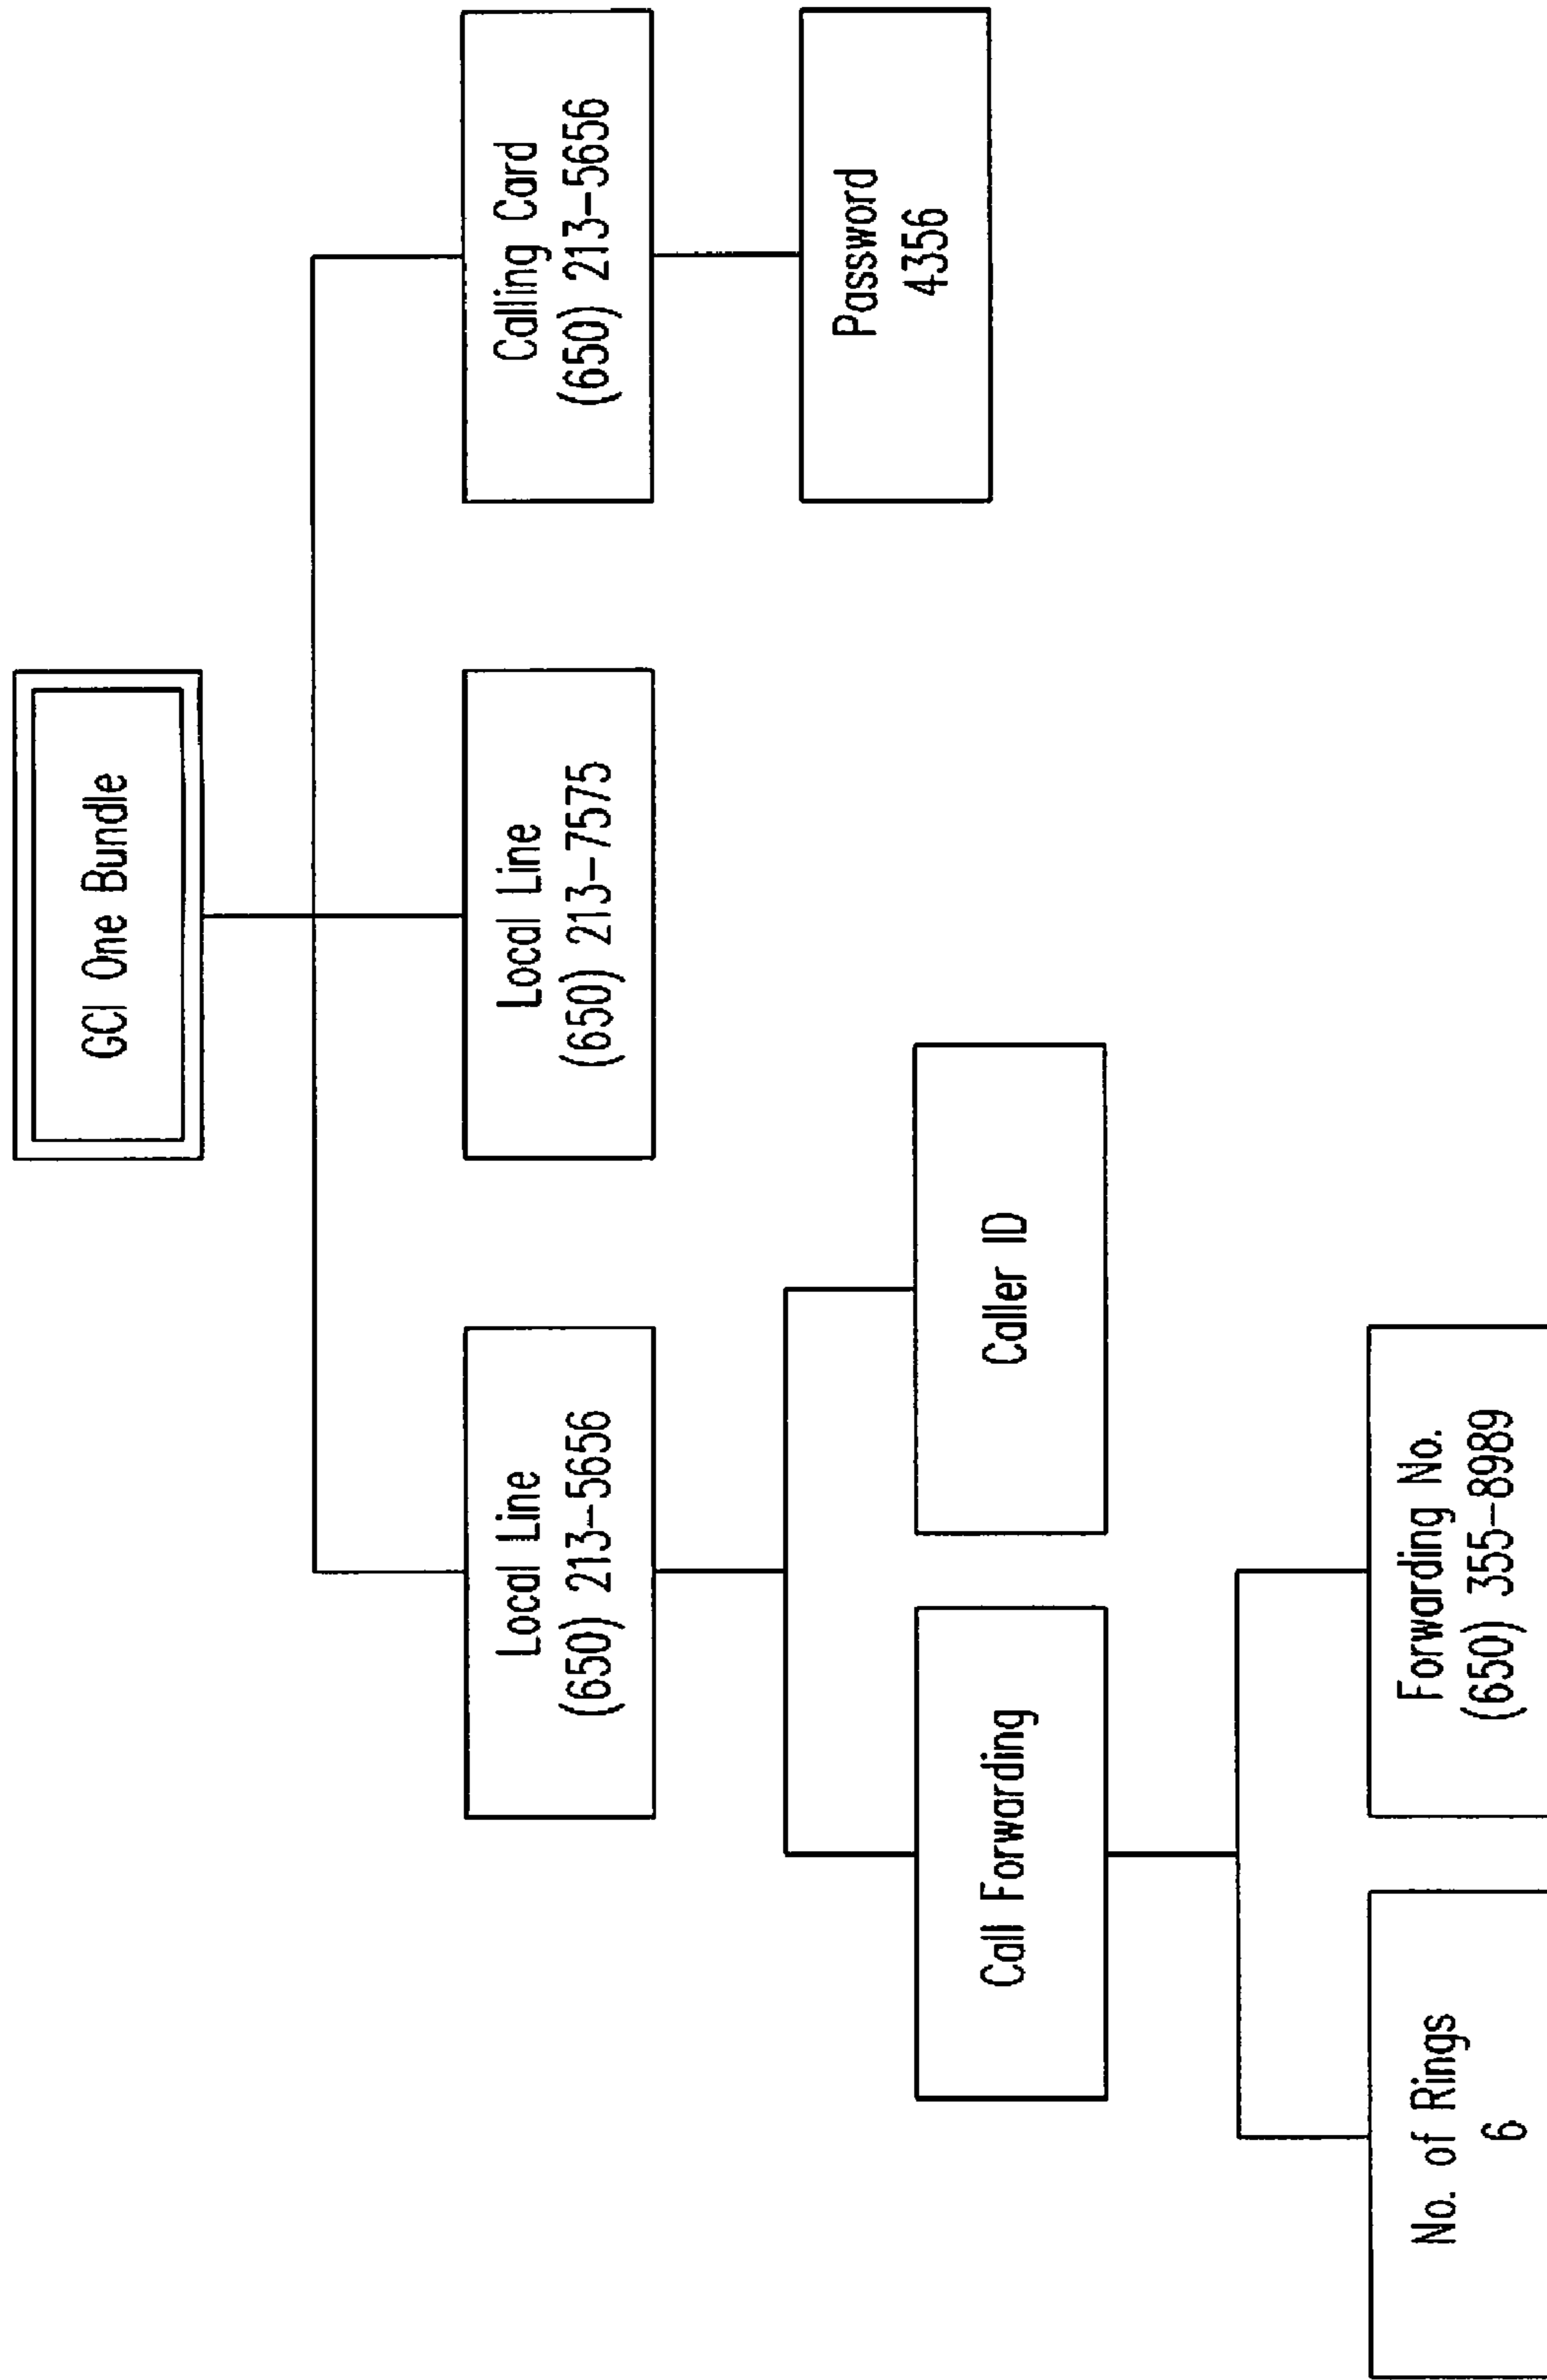 GCI One Bundle
Local Line
(650) 213-5656
Local Line
(650) 213-7575
Calling Card
(650) 213-5656
Call Forwarding
Caller ID
Password
4356
No. of Rings
6
Forwarding No.
(650) 355-8989